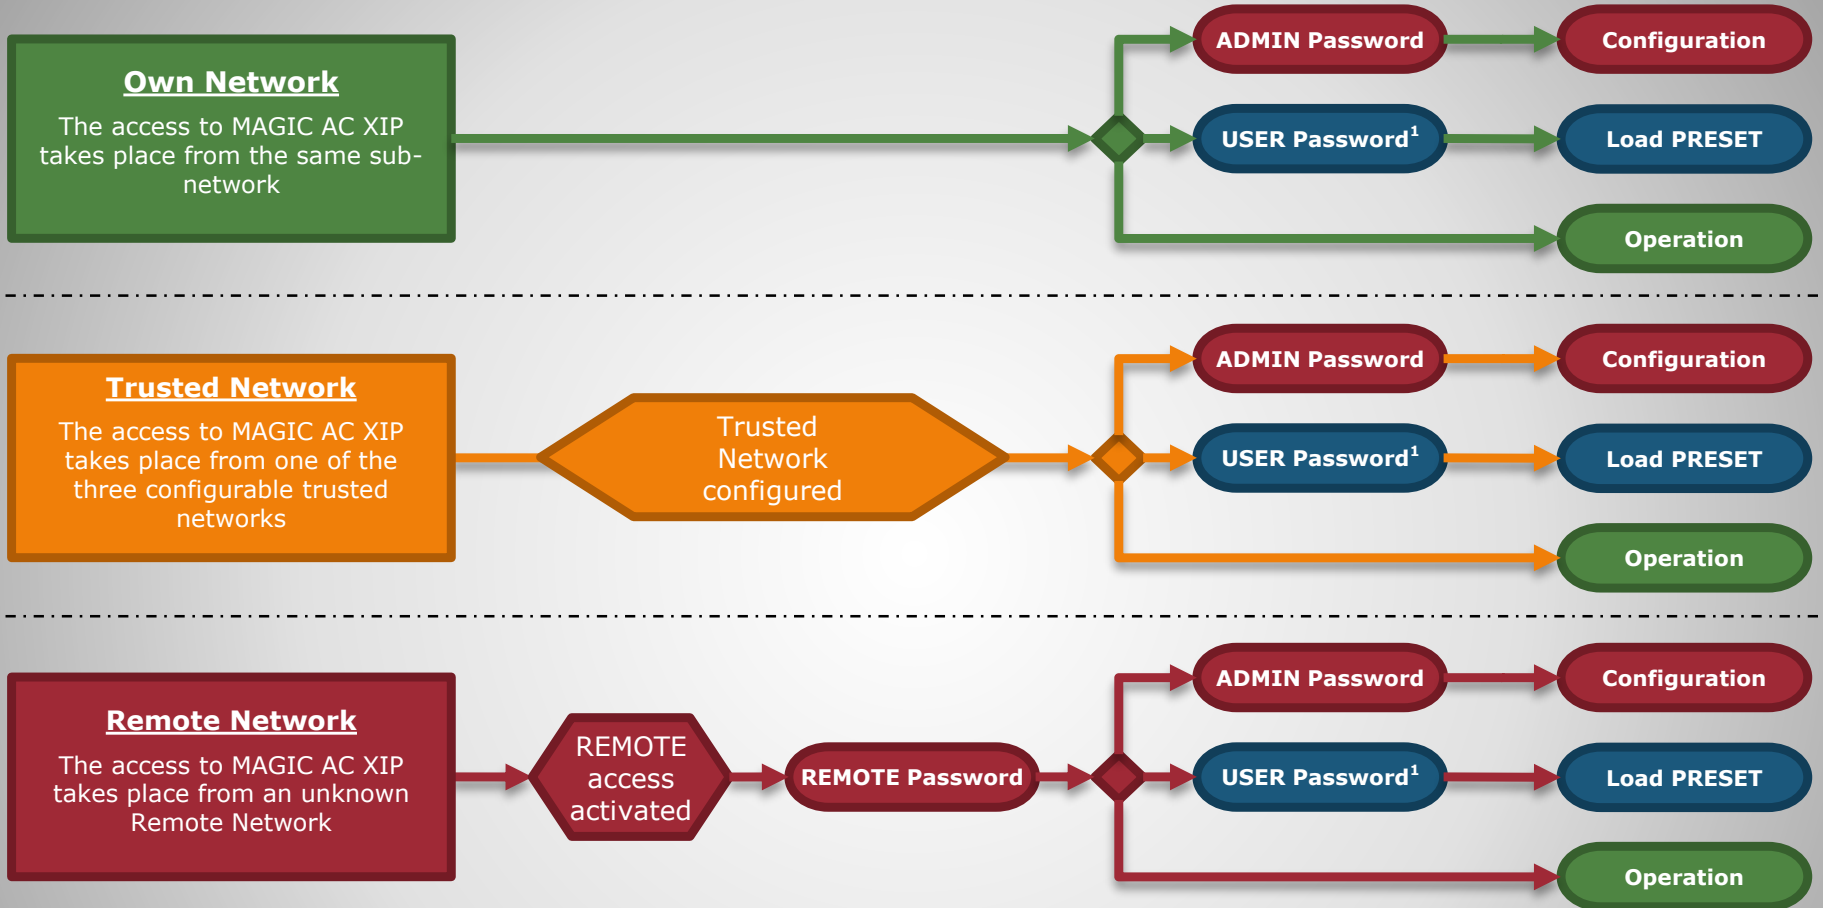 Own Network
The access to MAGIC AC XIP
takes place from the same sub-
network
ADMIN Password
Configuration
USER Password¹
Load PRESET
Operation
Trusted Network
The access to MAGIC AC XIP
takes place from one of the
three configurable trusted
networks
Trusted
Network
configured
ADMIN Password
Configuration
USER Password¹
Load PRESET
Operation
Remote Network
The access to MAGIC AC XIP
takes place from an unknown
Remote Network
REMOTE
access
activated
REMOTE Password
ADMIN Password
Configuration
USER Password¹
Load PRESET
Operation